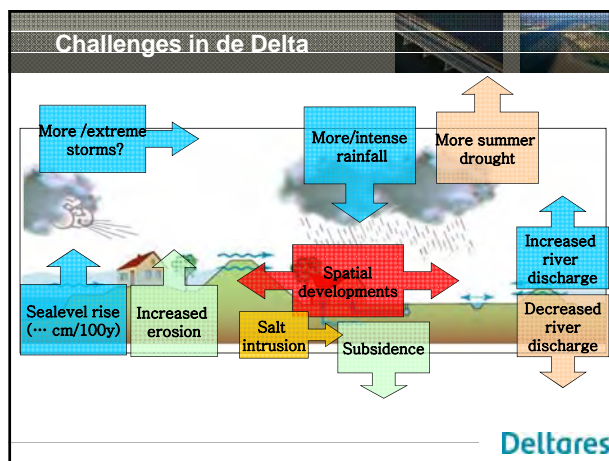 Challenges in de Delta
More /extreme
storms?
More/intense
rainfall
More summer
drought
Increased
river
discharge
Spatial
developments
Sealevel rise
(… cm/100y)
Increased
erosion
Salt
intrusion
Subsidence
Decreased
river
discharge
Deltares